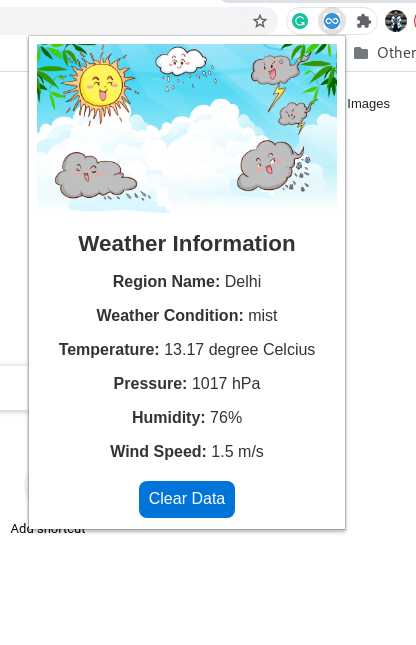 Other
Images
Weather Information
Region Name: Delhi
Weather Condition: mist
Temperature: 13.17 degree Celcius
Pressure: 1017 hPa
Humidity: 76%
Wind Speed: 1.5 m/s
Clear Data
Add shortcut